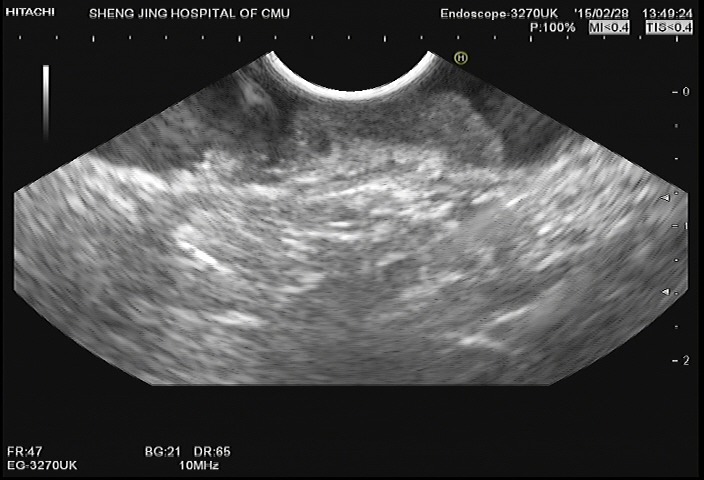 HITACHI SHENG JING HOSPITAL OF CMU Endoscope-3270UK '15/02/28 13:49:24
P:100% MI<0.4 TIS<0.4
H
0
1
2
FR:47 BG:21 DR:65
EG-3270UK 10MHz